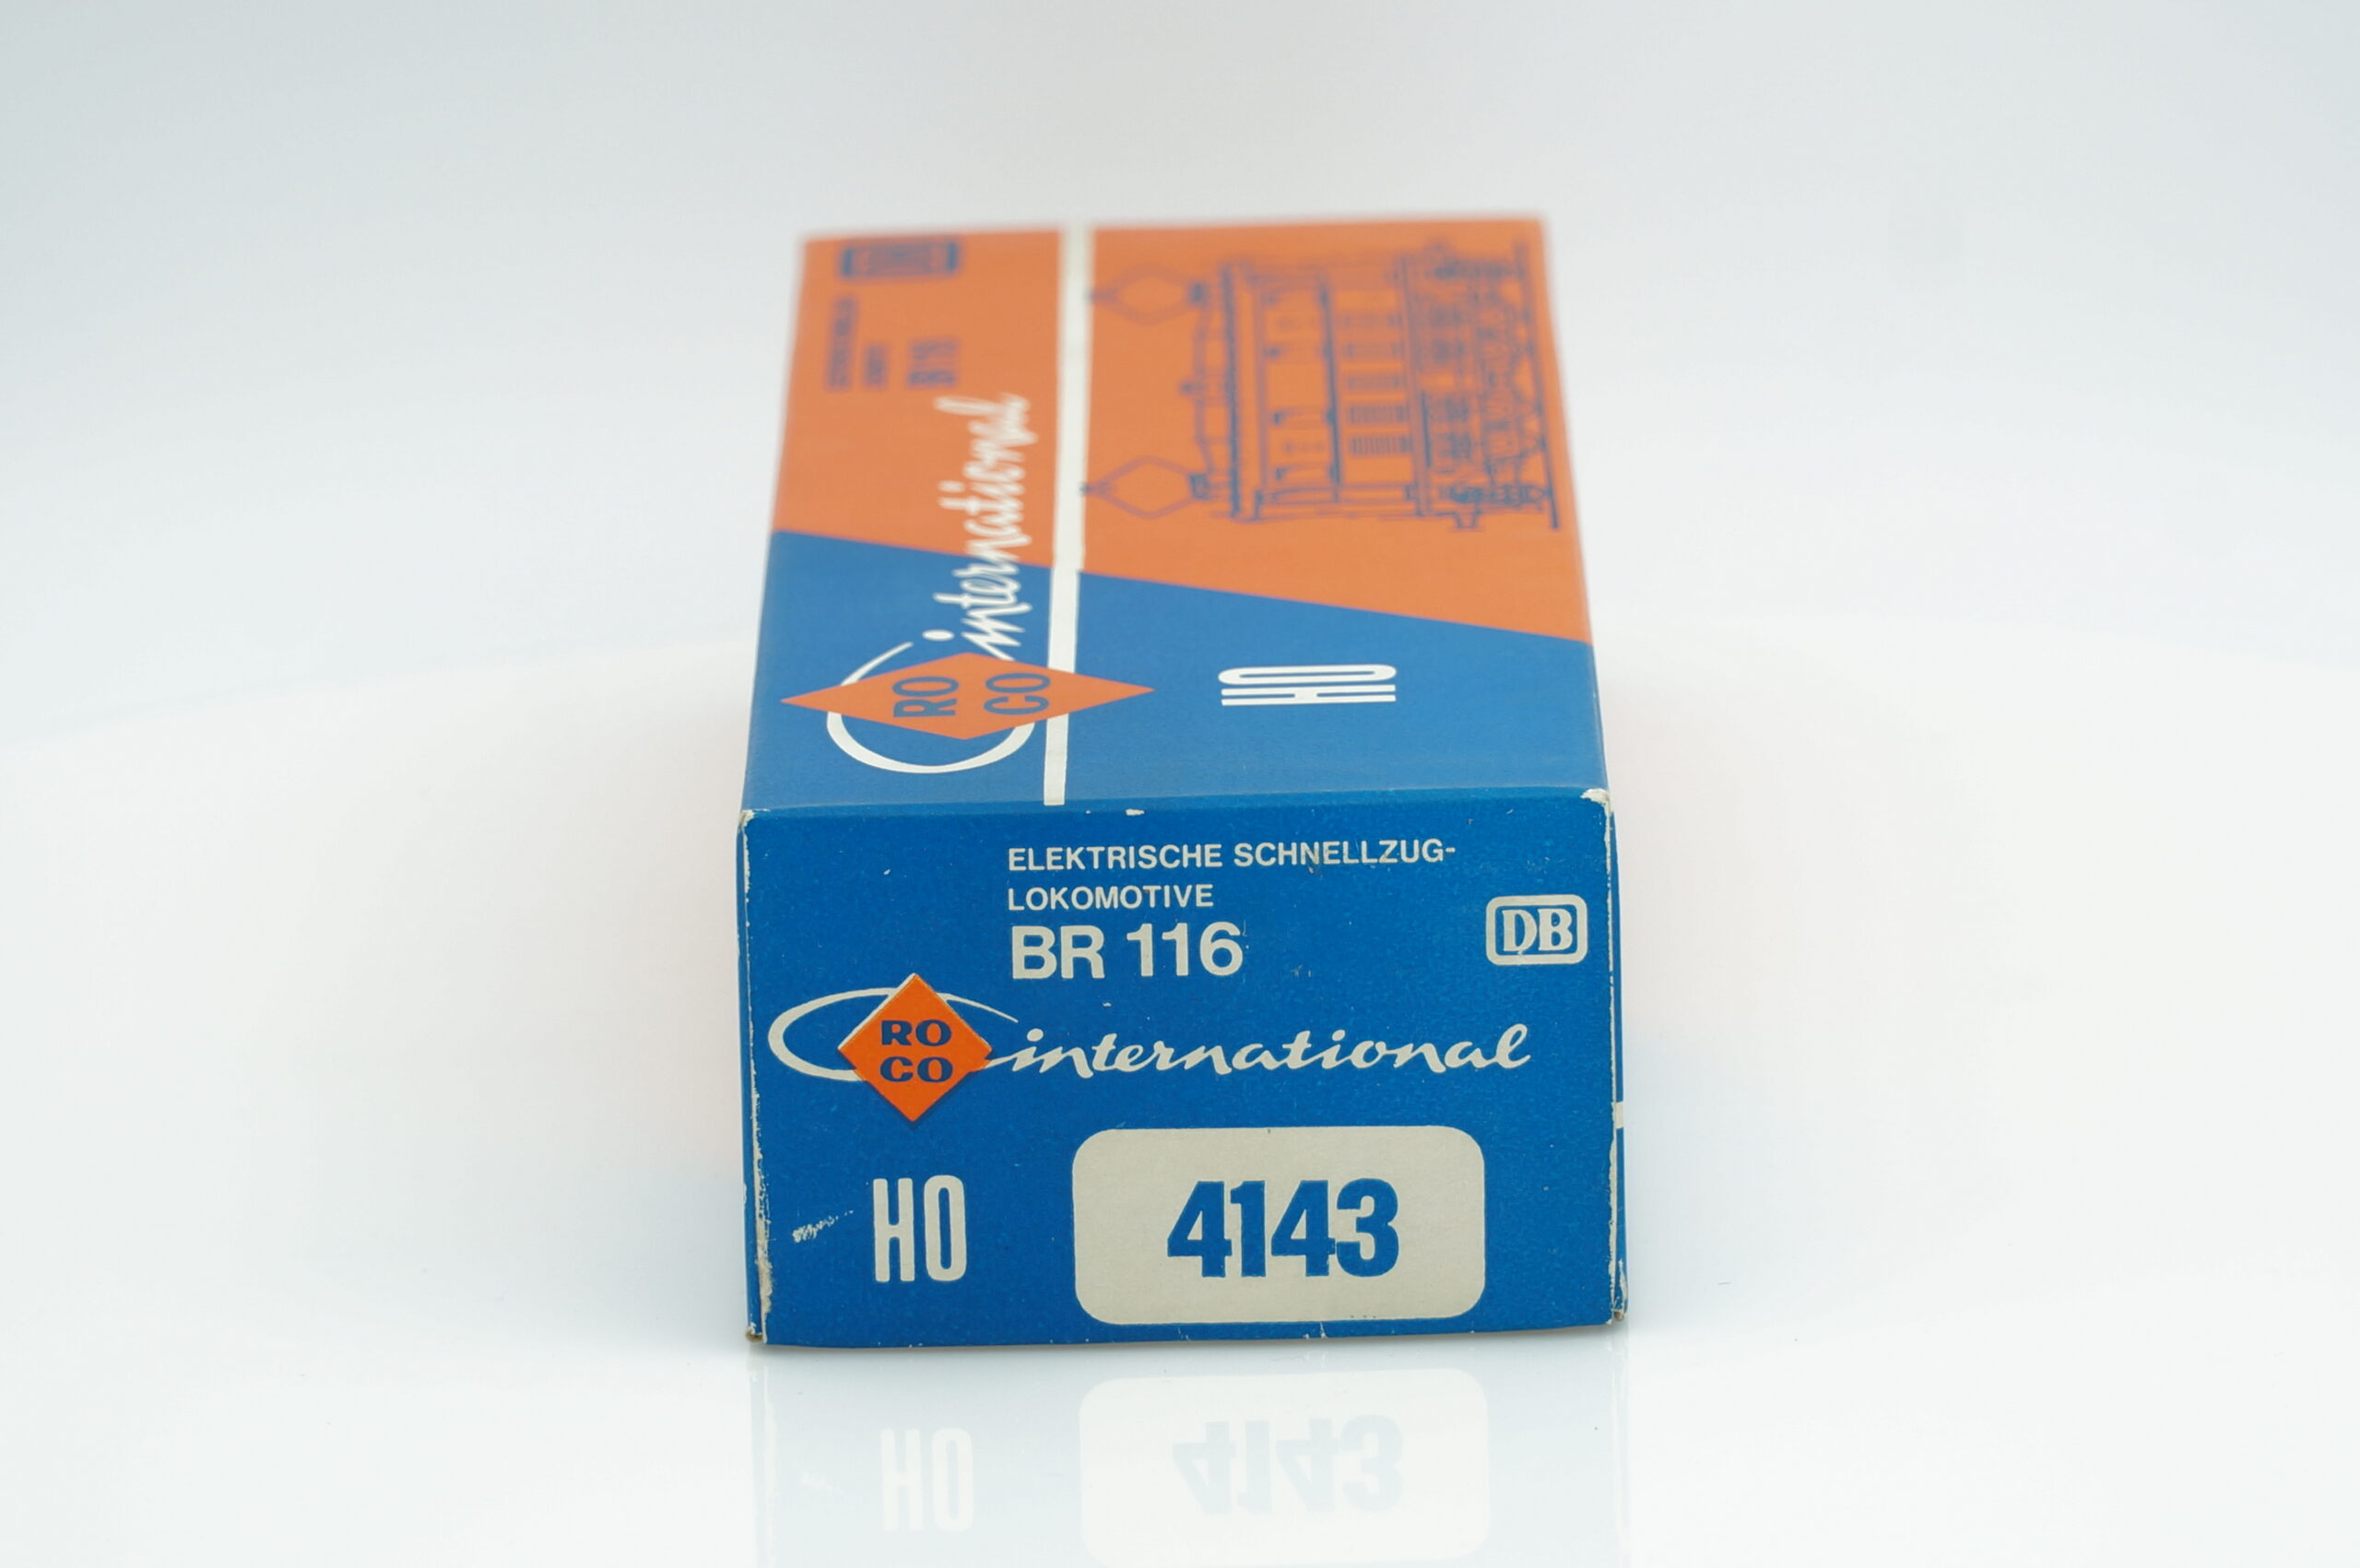 international
RO
CO
HO
ELEKTRISCHE SCHNELLZUG-
LOKOMOTIVE
BR 116
DB
RO
CO
international
HO
4143